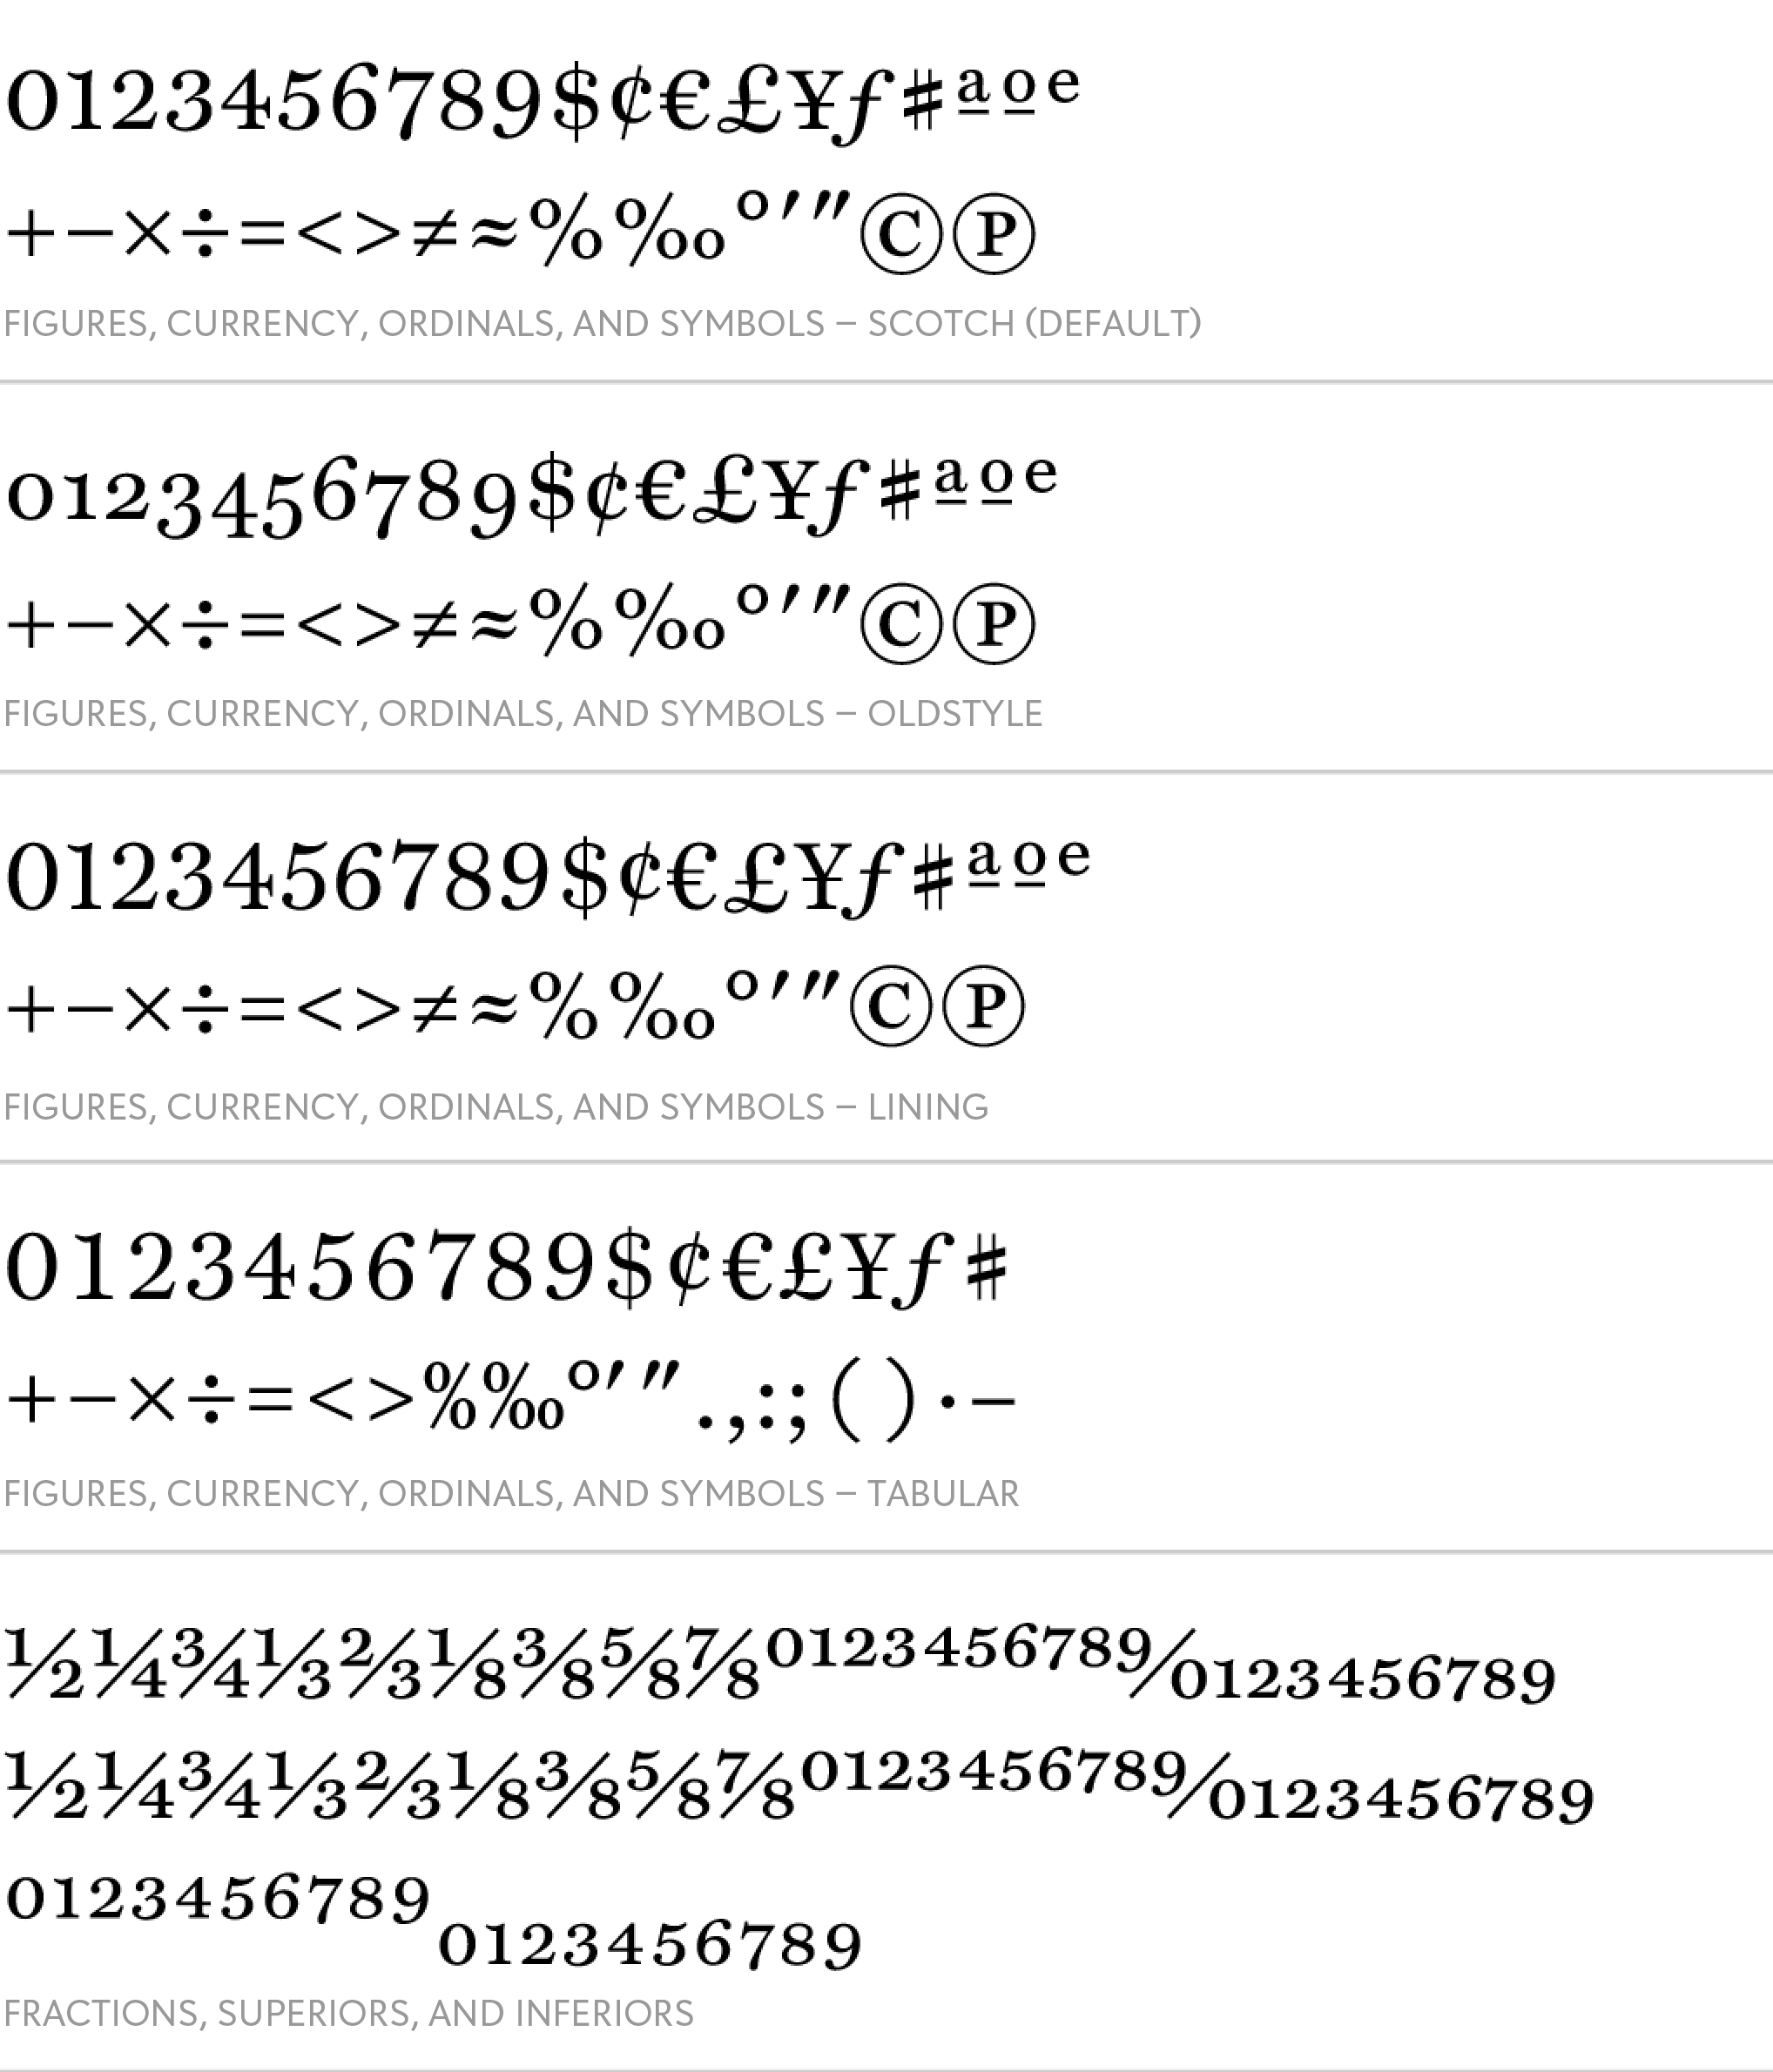 0123456789$¢€£¥ƒ#ªºᵉ
+−×÷=<>≠≈%‰°′″©℗
FIGURES, CURRENCY, ORDINALS, AND SYMBOLS – SCOTCH (DEFAULT)
0123456789$¢€£¥ƒ#ªºᵉ
+−×÷=<>≠≈%‰°′″©℗
FIGURES, CURRENCY, ORDINALS, AND SYMBOLS – OLDSTYLE
0123456789$¢€£¥ƒ#ªºᵉ
+−×÷=<>≠≈%‰°′″©℗
FIGURES, CURRENCY, ORDINALS, AND SYMBOLS – LINING
0123456789$¢€£¥ƒ#
+−×÷=<>%‰°′″.,:;()·–
FIGURES, CURRENCY, ORDINALS, AND SYMBOLS – TABULAR
½¼¾⅓⅔⅛⅜⅝⅞⁰¹²³⁴⁵⁶⁷⁸⁹⁄₀₁₂₃₄₅₆₇₈₉
½¼¾⅓⅔⅛⅜⅝⅞⁰¹²³⁴⁵⁶⁷⁸⁹⁄₀₁₂₃₄₅₆₇₈₉
⁰¹²³⁴⁵⁶⁷⁸⁹₀₁₂₃₄₅₆₇₈₉
FRACTIONS, SUPERIORS, AND INFERIORS